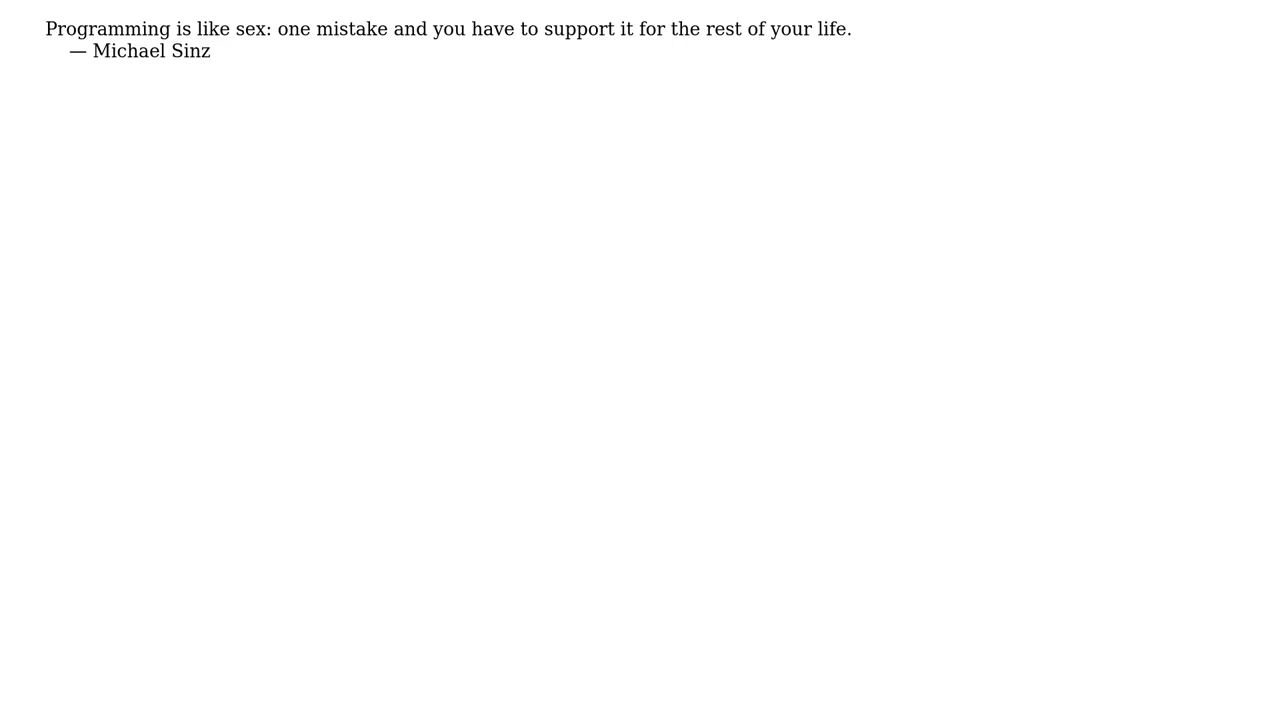 Programming is like sex: one mistake and you have to support it for the rest of your life.
— Michael Sinz